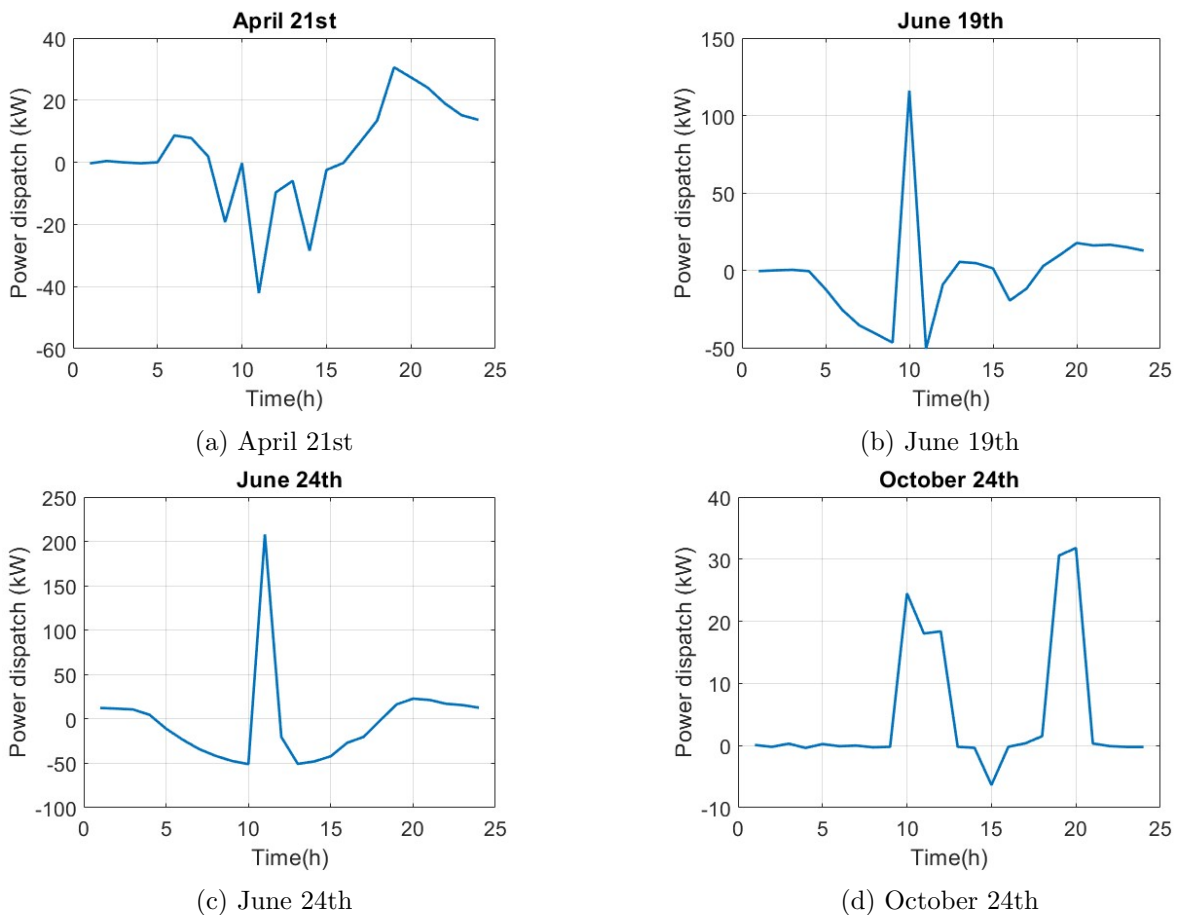 April 21st
40
20
0
-20
-40
-60
0 5 10 15 20 25
Power dispatch (kW)
Time(h)
(a) April 21st
June 19th
150
100
50
0
-50
0 5 10 15 20 25
Power dispatch (kW)
Time(h)
(b) June 19th
June 24th
250
200
150
100
50
0
-50
-100
0 5 10 15 20 25
Power dispatch (kW)
Time(h)
(c) June 24th
October 24th
40
30
20
10
0
-10
0 5 10 15 20 25
Power dispatch (kW)
Time(h)
(d) October 24th